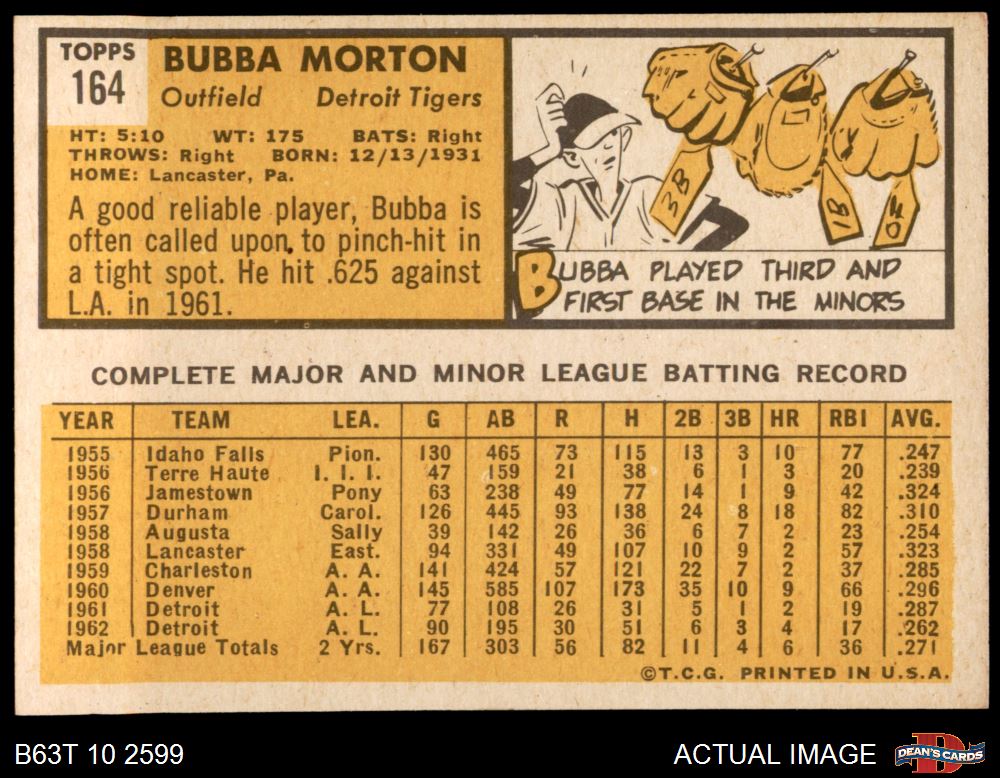 TOPPS
164
BUBBA MORTON
Outfield Detroit Tigers
HT: 5:10 WT: 175 BATS: Right
THROWS: Right BORN: 12/13/1931
HOME: Lancaster, Pa.
A good reliable player, Bubba is
often called upon to pinch-hit in
a tight spot. He hit .625 against
L.A. in 1961.
3B
1B
OF
BUBBA PLAYED THIRD AND
FIRST BASE IN THE MINORS
COMPLETE MAJOR AND MINOR LEAGUE BATTING RECORD
YEAR TEAM LEA. G AB R H 2B 3B HR RBI AVG.
1955 Idaho Falls Pion. 130 465 73 115 13 3 10 77 .247
1956 Terre Haute I. I. I. 47 159 21 38 6 1 3 20 .239
1956 Jamestown Pony 63 238 49 77 14 1 9 42 .324
1957 Durham Carol. 126 445 93 138 24 8 18 82 .310
1958 Augusta Sally 39 142 26 36 6 7 2 23 .254
1958 Lancaster East. 94 331 49 107 10 9 2 57 .323
1959 Charleston A. A. 141 424 57 121 22 7 2 37 .285
1960 Denver A. A. 145 585 107 173 35 10 9 66 .296
1961 Detroit A. L. 77 108 26 31 5 1 2 19 .287
1962 Detroit A. L. 90 195 30 51 6 3 4 17 .262
Major League Totals 2 Yrs. 167 303 56 82 11 4 6 36 .271
©T.C.G. PRINTED IN U.S.A.
B63T 10 2599
ACTUAL IMAGE
DEAN'S CARDS